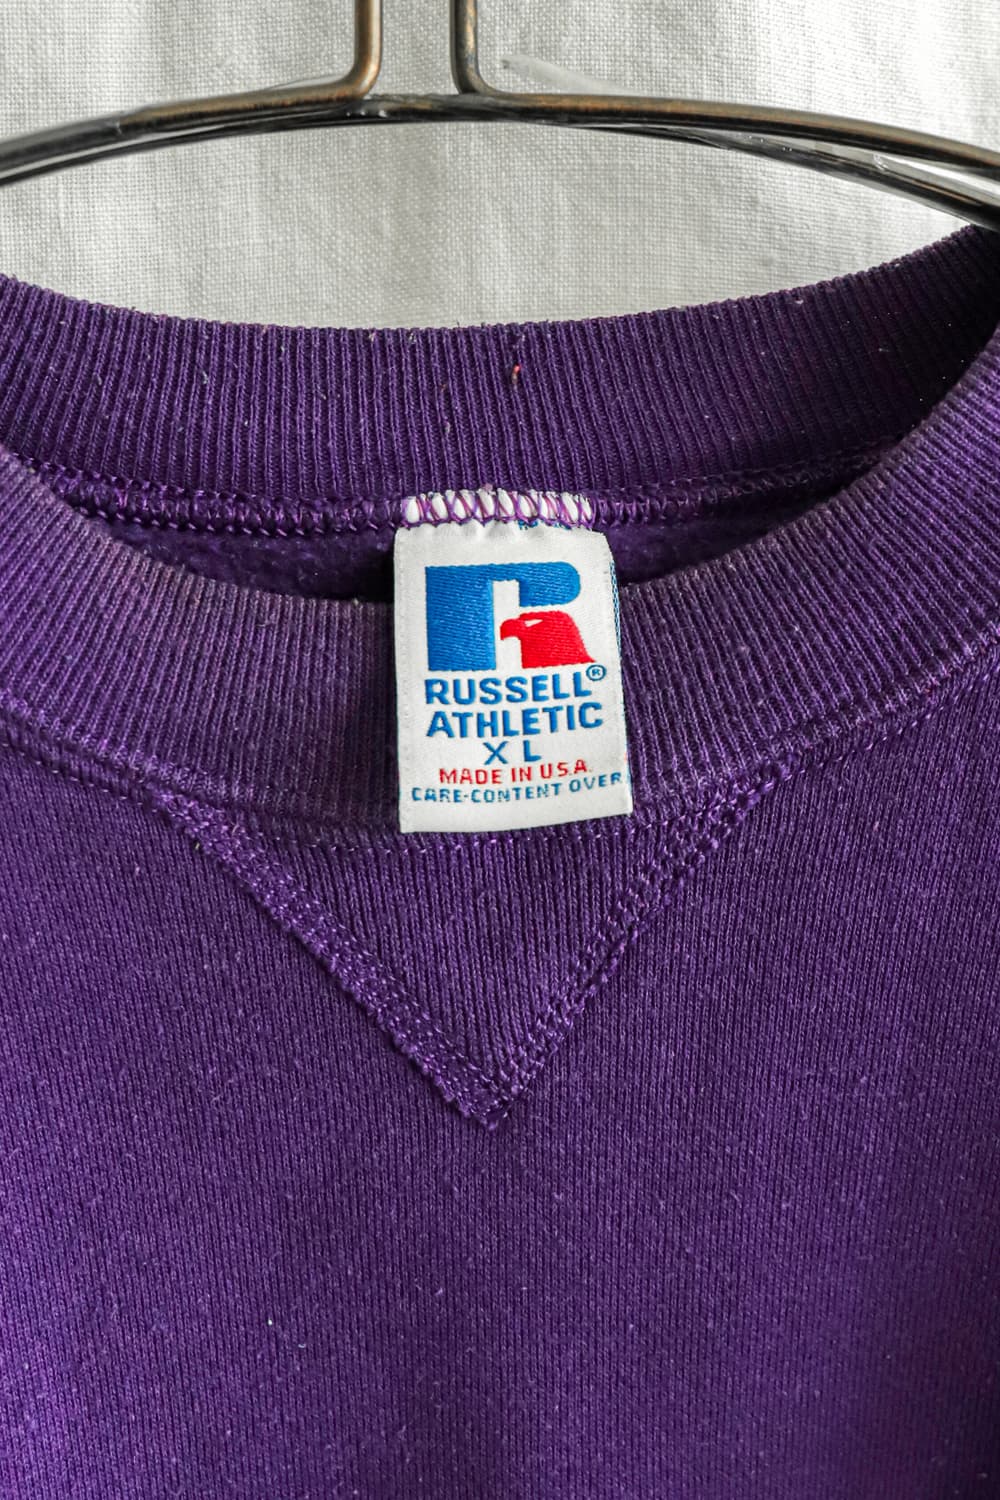 RUSSELL®
ATHLETIC
XL
MADE IN U.S.A.
CARE-CONTENT OVER